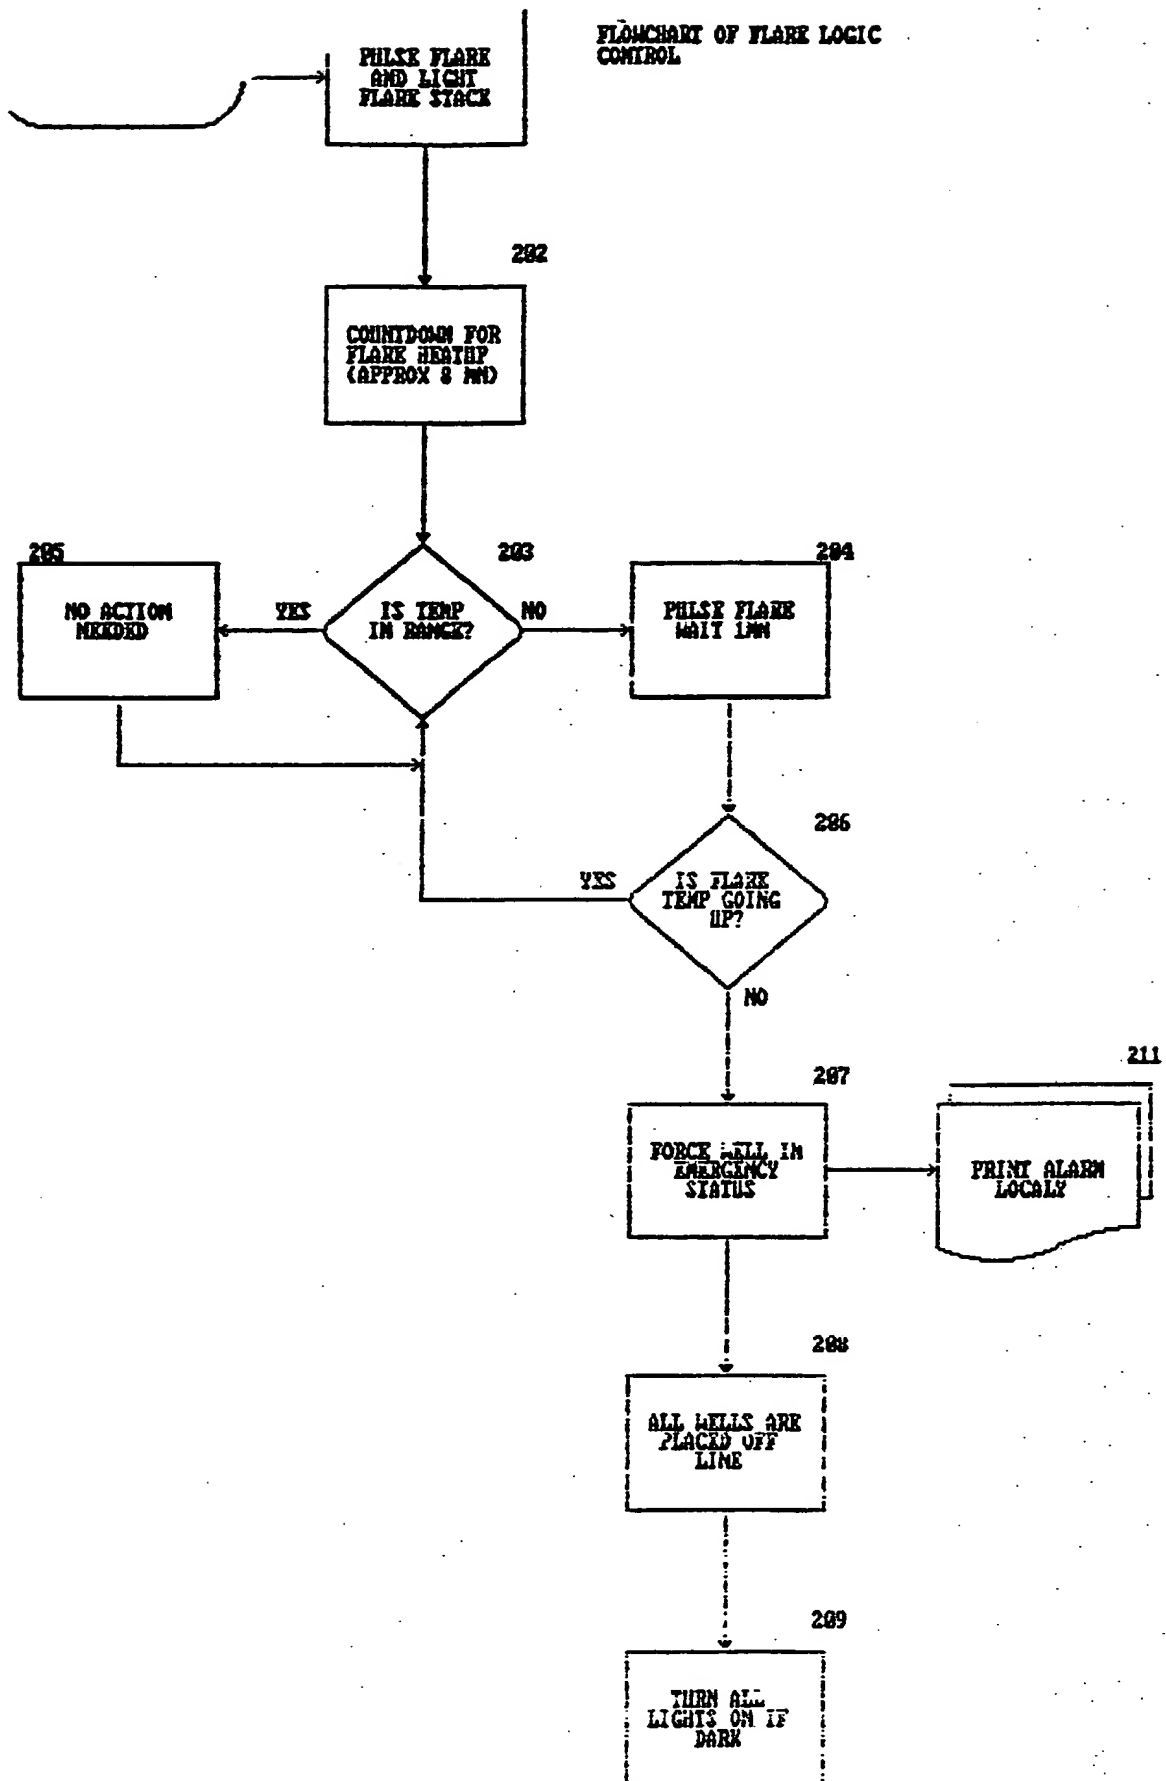 FLOWCHART OF FLARE LOGIC
CONTROL
PULSE FLARE
AND LIGHT
FLARE STACK
202
COUNTDOWN FOR
FLARE HEATUP
(APPROX 8 MM)
205
NO ACTION
NEEDED
YES
203
IS TEMP
IN RANGE?
NO
204
PULSE FLARE
WAIT 1MM
206
YES
IS FLARE
TEMP GOING
UP?
NO
207
FORCE WELL IN
EMERGENCY
STATUS
211
PRINT ALARM
LOCALY
208
ALL WELLS ARE
PLACED OFF
LINE
209
TURN ALL
LIGHTS ON IF
DARK